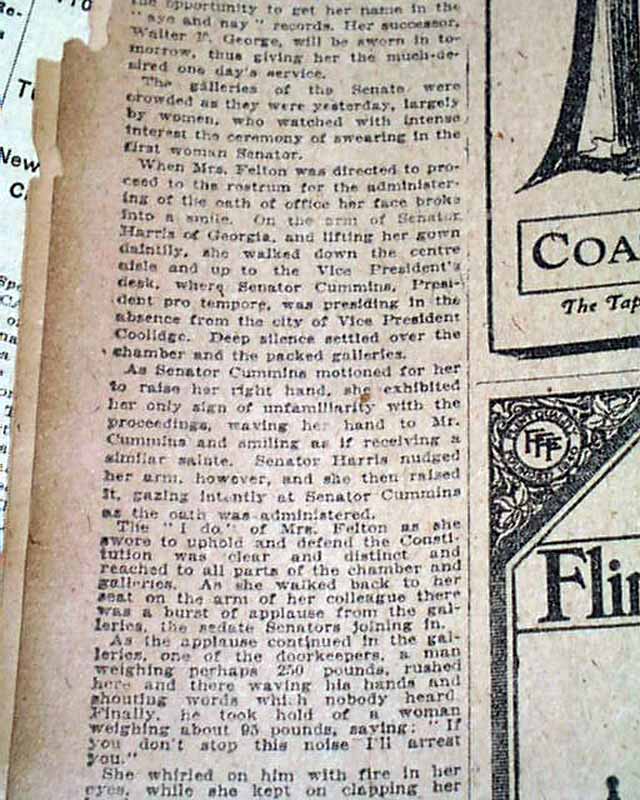 the opportunity to get her name in the
"aye and nay" records. Her successor,
Walter F. George, will be sworn in to-
morrow, thus giving her the much-de-
sired one day's service.
The galleries of the Senate were
crowded as they were yesterday, largely
by women, who watched with intense
interest the ceremony of swearing in the
first woman Senator.
When Mrs. Felton was directed to pro-
ceed to the rostrum for the administer-
ing of the oath of office her face broke
into a smile. On the arm of Senator
Harris of Georgia, and lifting her gown
daintily, she walked down the centre
aisle and up to the Vice President's
desk, where Senator Cummins, Presi-
dent pro tempore, was presiding in the
absence from the city of Vice President
Coolidge. Deep silence settled over the
chamber and the packed galleries.
As Senator Cummins motioned for her
to raise her right hand, she exhibited
her only sign of unfamiliarity with the
proceedings, waving her hand to Mr.
Cummins and smiling as if receiving a
similar salute. Senator Harris nudged
her arm, however, and she then raised
it, gazing intently at Senator Cummins
as the oath was administered.
The "I do" of Mrs. Felton as she
swore to uphold and defend the Consti-
tution was clear and distinct and
reached to all parts of the chamber and
galleries. As she walked back to her
seat on the arm of her colleague there
was a burst of applause from the gal-
leries, the sedate Senators joining in.
As the applause continued in the gal-
leries, one of the doorkeepers, a man
weighing perhaps 250 pounds, rushed
here and there waving his hands and
shouting words which nobody heard.
Finally, he took hold of a woman
weighing about 95 pounds, saying: "If
you don't stop this noise I'll arrest
you."
She whirled on him with fire in her
eyes, while she kept on clapping her
COA
The Tap
FFF
Flin
New